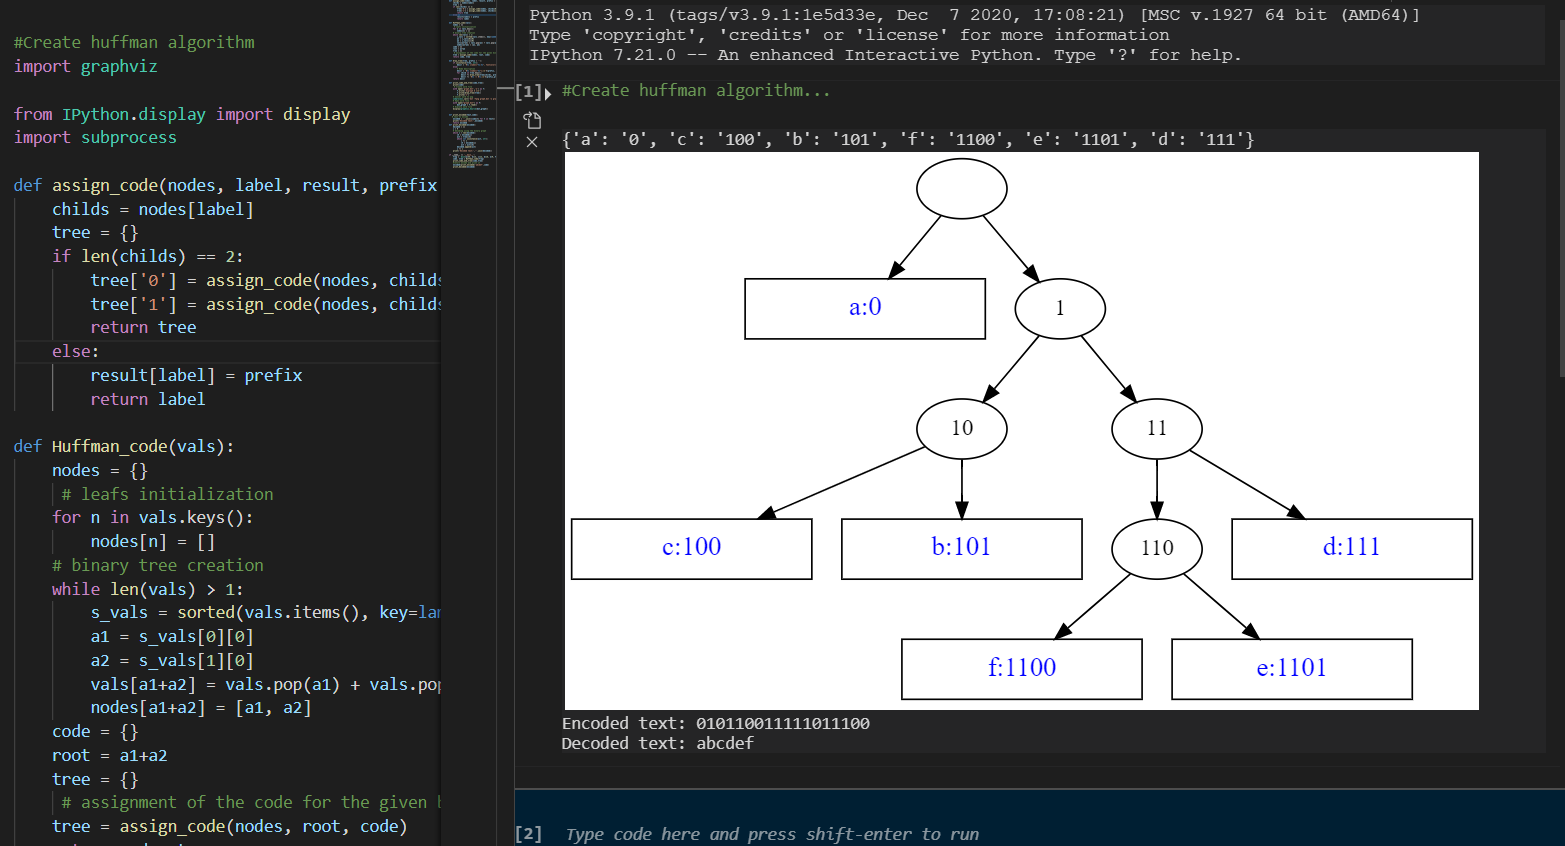 #Create huffman algorithm
import graphviz
from IPython.display import display
import subprocess
def assign_code(nodes, label, result, prefix
childs = nodes[label]
tree = {}
if len(childs) == 2:
tree['0'] = assign_code(nodes, childs
tree['1'] = assign_code(nodes, childs
return tree
else:
result[label] = prefix
return label
def Huffman_code(vals):
nodes = {}
# leafs initialization
for n in vals.keys():
nodes[n] = []
# binary tree creation
while len(vals) > 1:
s_vals = sorted(vals.items(), key=lam
a1 = s_vals[0][0]
a2 = s_vals[1][0]
vals[a1+a2] = vals.pop(a1) + vals.pop
nodes[a1+a2] = [a1, a2]
code = {}
root = a1+a2
tree = {}
# assignment of the code for the given b
tree = assign_code(nodes, root, code)
Python 3.9.1 (tags/v3.9.1:1e5d33e, Dec  7 2020, 17:08:21) [MSC v.1927 64 bit (AMD64)]
Type 'copyright', 'credits' or 'license' for more information
IPython 7.21.0 -- An enhanced Interactive Python. Type '?' for help.
[1] #Create huffman algorithm...
{'a': '0', 'c': '100', 'b': '101', 'f': '1100', 'e': '1101', 'd': '111'}
a:0
1
10
11
c:100
b:101
110
d:111
f:1100
e:1101
Encoded text: 010110011111011100
Decoded text: abcdef
[2] Type code here and press shift-enter to run